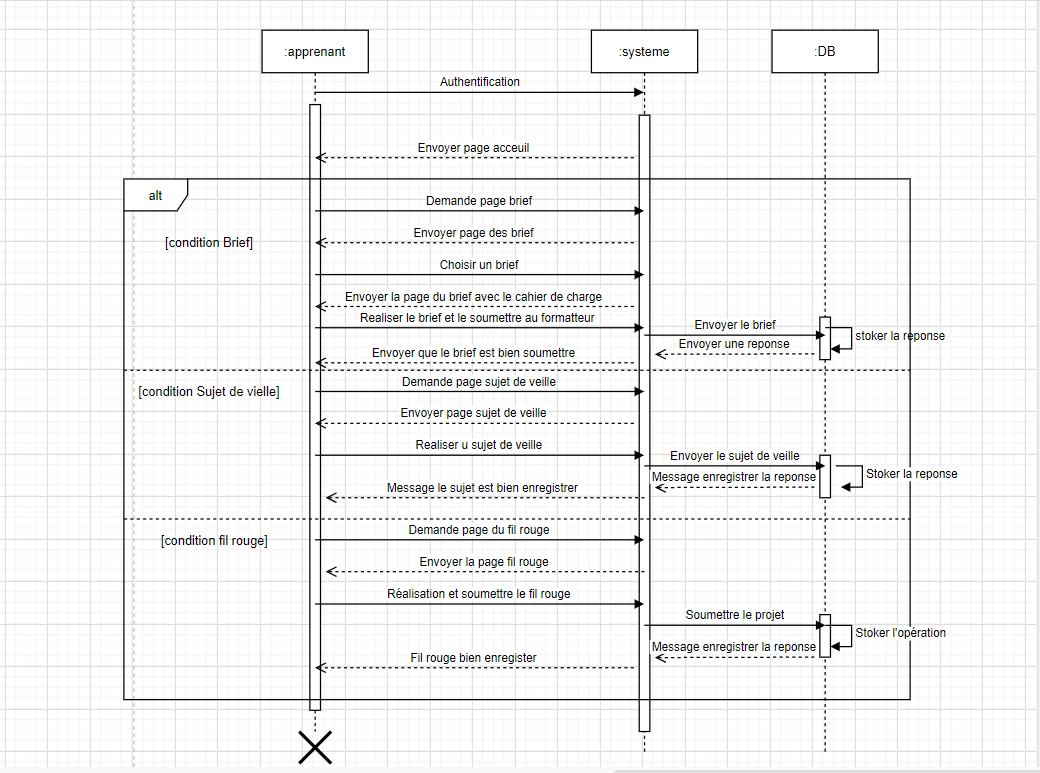 :apprenant
:systeme
:DB
Authentification
Envoyer page acceuil
alt
Demande page brief
Envoyer page des brief
[condition Brief]
Choisir un brief
Envoyer la page du brief avec le cahier de charge
Realiser le brief et le soumettre au formatteur
Envoyer le brief
stoker la reponse
Envoyer une reponse
Envoyer que le brief est bien soumettre
Demande page sujet de veille
[condition Sujet de vielle]
Envoyer page sujet de veille
Realiser u sujet de veille
Envoyer le sujet de veille
Stoker la reponse
Message enregistrer la reponse
Message le sujet est bien enregistrer
Demande page du fil rouge
[condition fil rouge]
Envoyer la page fil rouge
Réalisation et soumettre le fil rouge
Soumettre le projet
Stoker l'opération
Message enregistrer la reponse
Fil rouge bien enregister